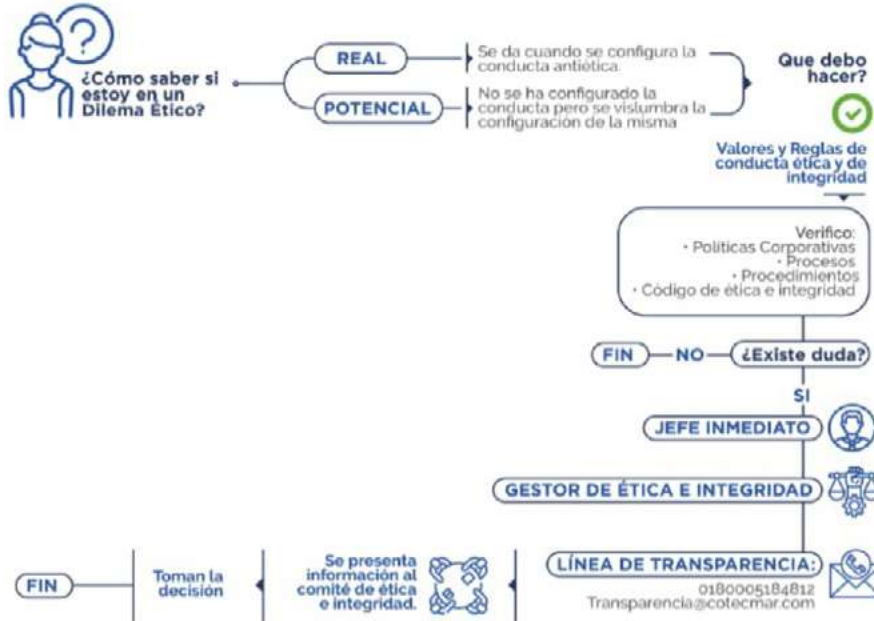 ¿Cómo saber si
estoy en un
Dilema Ético?
REAL
Se da cuando se configura la
conducta antiética.
POTENCIAL
No se ha configurado la
conducta pero se vislumbra la
configuración de la misma
Que debo
hacer?
Valores y Reglas de
conducta ética y de
integridad
Verifico:
• Políticas Corporativas
• Procesos
• Procedimientos
• Código de ética e integridad
¿Existe duda?
NO
FIN
SI
JEFE INMEDIATO
GESTOR DE ÉTICA E INTEGRIDAD
LÍNEA DE TRANSPARENCIA:
0180005184812
Transparencia@cotecmar.com
Se presenta
información al
comité de ética
e integridad.
Toman la
decisión
FIN